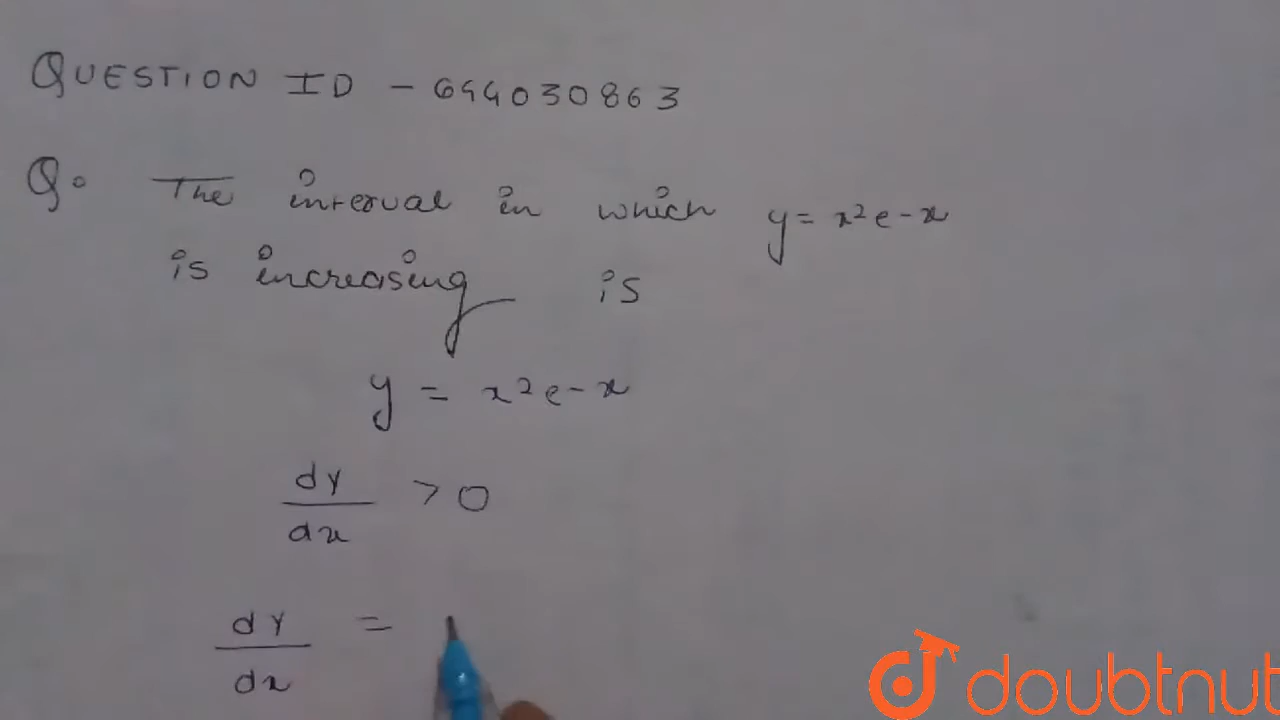 QUESTION ID - 644030863
Q. The interval in which y = x²e-x
is increasing is
y = x²e-x
dy/dx > 0
dy/dx =
doubtnut